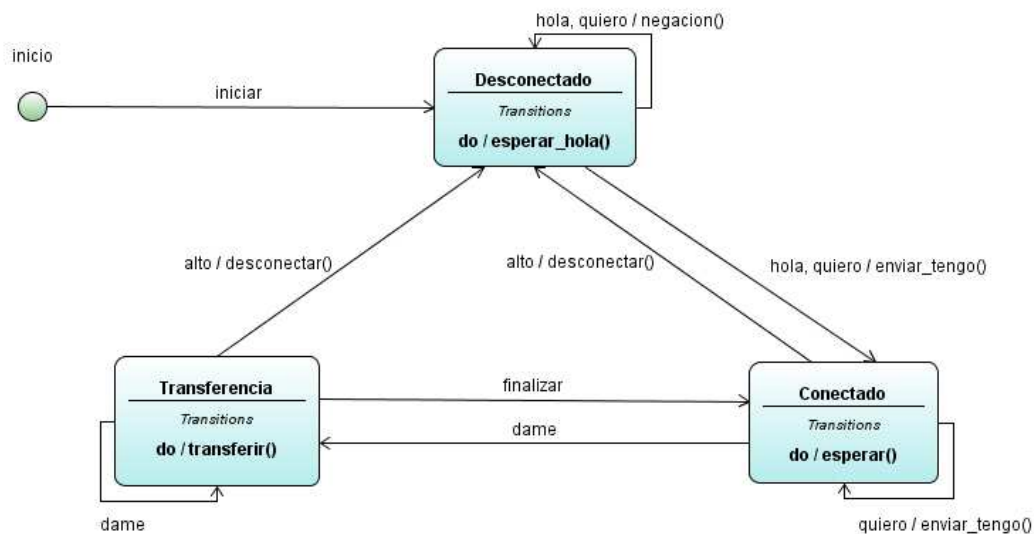 hola, quiero / negacion()
inicio
iniciar
Desconectado
Transitions
do / esperar_hola()
alto / desconectar()
alto / desconectar()
hola, quiero / enviar_tengo()
Transferencia
Transitions
do / transferir()
finalizar
dame
Conectado
Transitions
do / esperar()
dame
quiero / enviar_tengo()